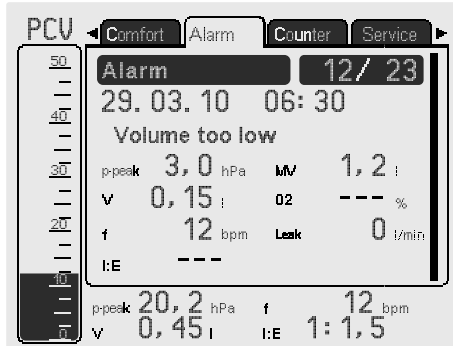 PCV
Comfort Alarm Counter Service
50
40
30
20
10
0
Alarm 12/ 23
29. 03. 10 06: 30
Volume too low
p-peak 3, 0 hPa MV 1, 2 l
V 0, 15 l O2 --- %
f 12 bpm Leak 0 l/min
I:E ---
p-peak 20, 2 hPa f 12 bpm
V 0, 45 l I:E 1: 1, 5